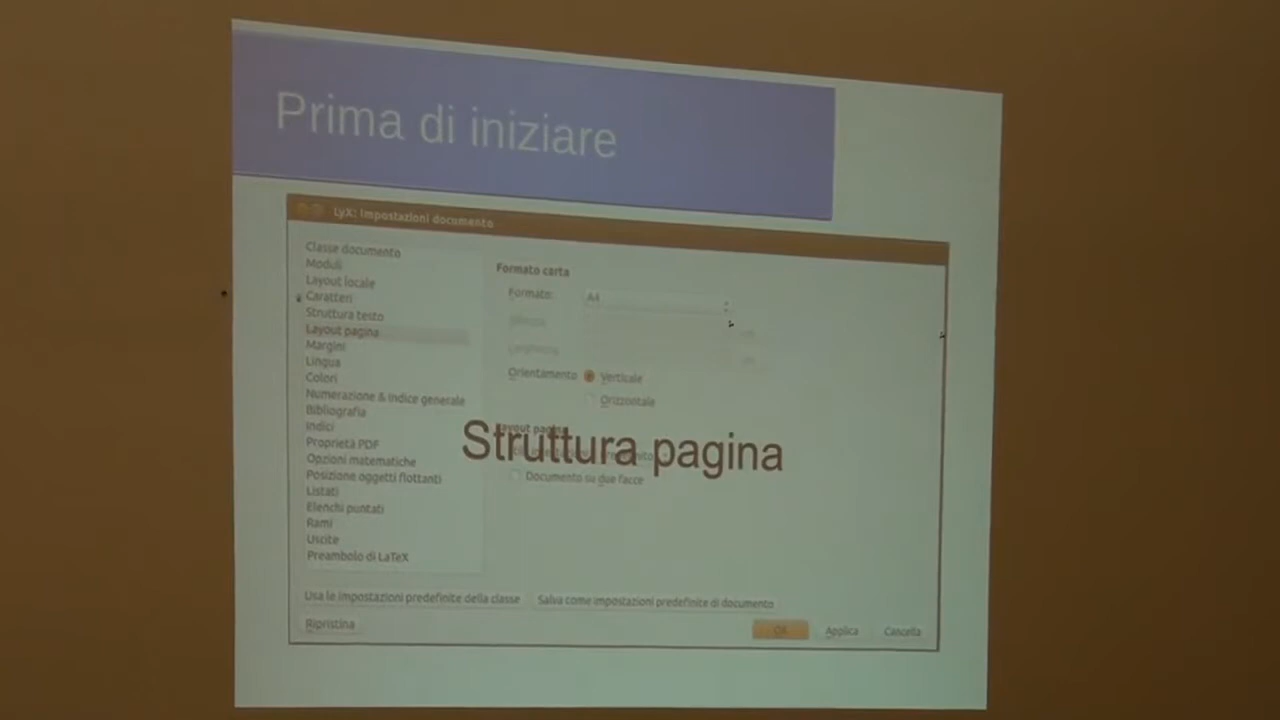 Prima di iniziare
LyX: Impostazioni documento
Classe documento
Moduli
Layout locale
Caratteri
Struttura testo
Layout pagina
Margini
Lingua
Colori
Numerazione & indice generale
Bibliografia
Indici
Proprietà PDF
Opzioni matematiche
Posizione oggetti flottanti
Listati
Elenchi puntati
Rami
Uscite
Preambolo di LaTeX
Formato carta
Formato: A4
Larghezza:
Orientamento Verticale
Orizzontale
Layout pagina
Struttura pagina
Documento su due facce
Usa le impostazioni predefinite della classe Salva come impostazioni predefinite di documento
Ripristina OK Applica Cancella